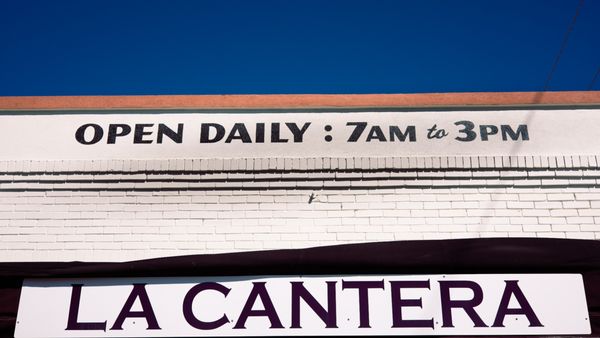 OPEN DAILY : 7AM to 3PM
LA CANTERA